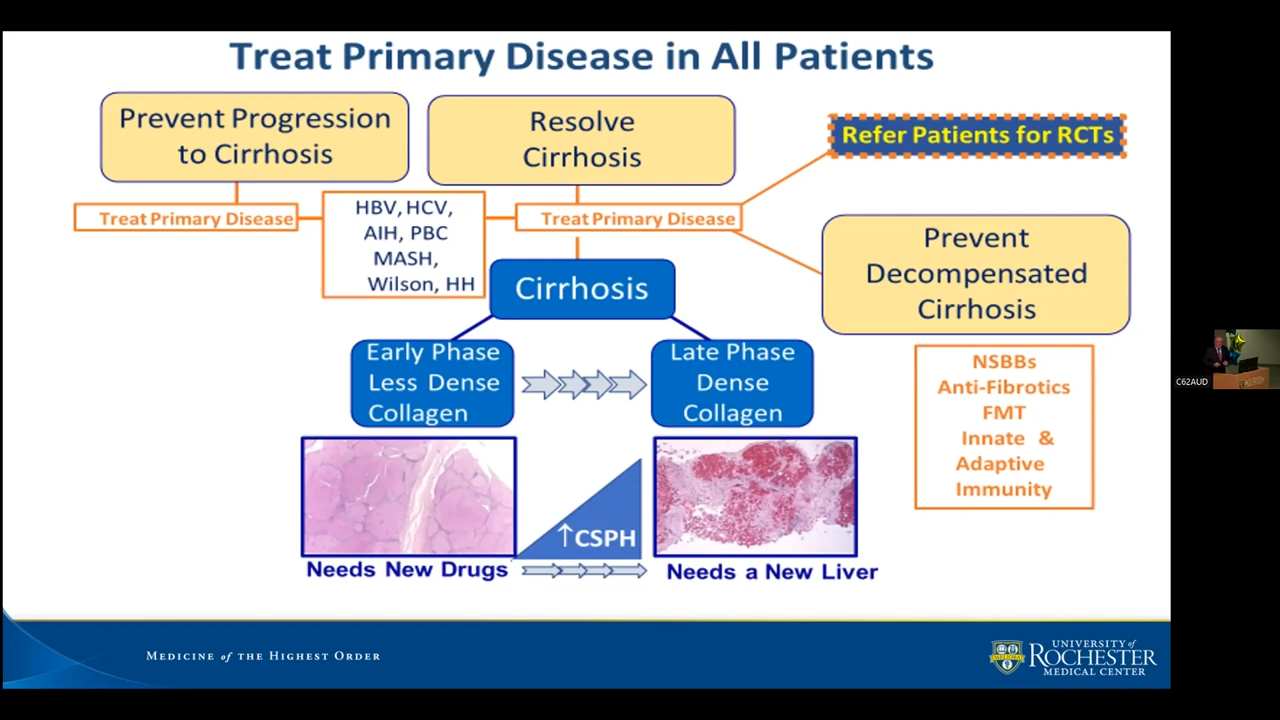 Treat Primary Disease in All Patients
Prevent Progression
to Cirrhosis
Resolve
Cirrhosis
Refer Patients for RCTs
Treat Primary Disease
HBV, HCV,
AIH, PBC
MASH,
Wilson, HH
Treat Primary Disease
Prevent
Decompensated
Cirrhosis
Cirrhosis
Early Phase
Less Dense
Collagen
Late Phase
Dense
Collagen
NSBBs
Anti-Fibrotics
FMT
Innate &
Adaptive
Immunity
↑CSPH
Needs New Drugs
Needs a New Liver
C62AUD
MEDICINE of the HIGHEST ORDER
UNIVERSITY of
ROCHESTER
MEDICAL CENTER